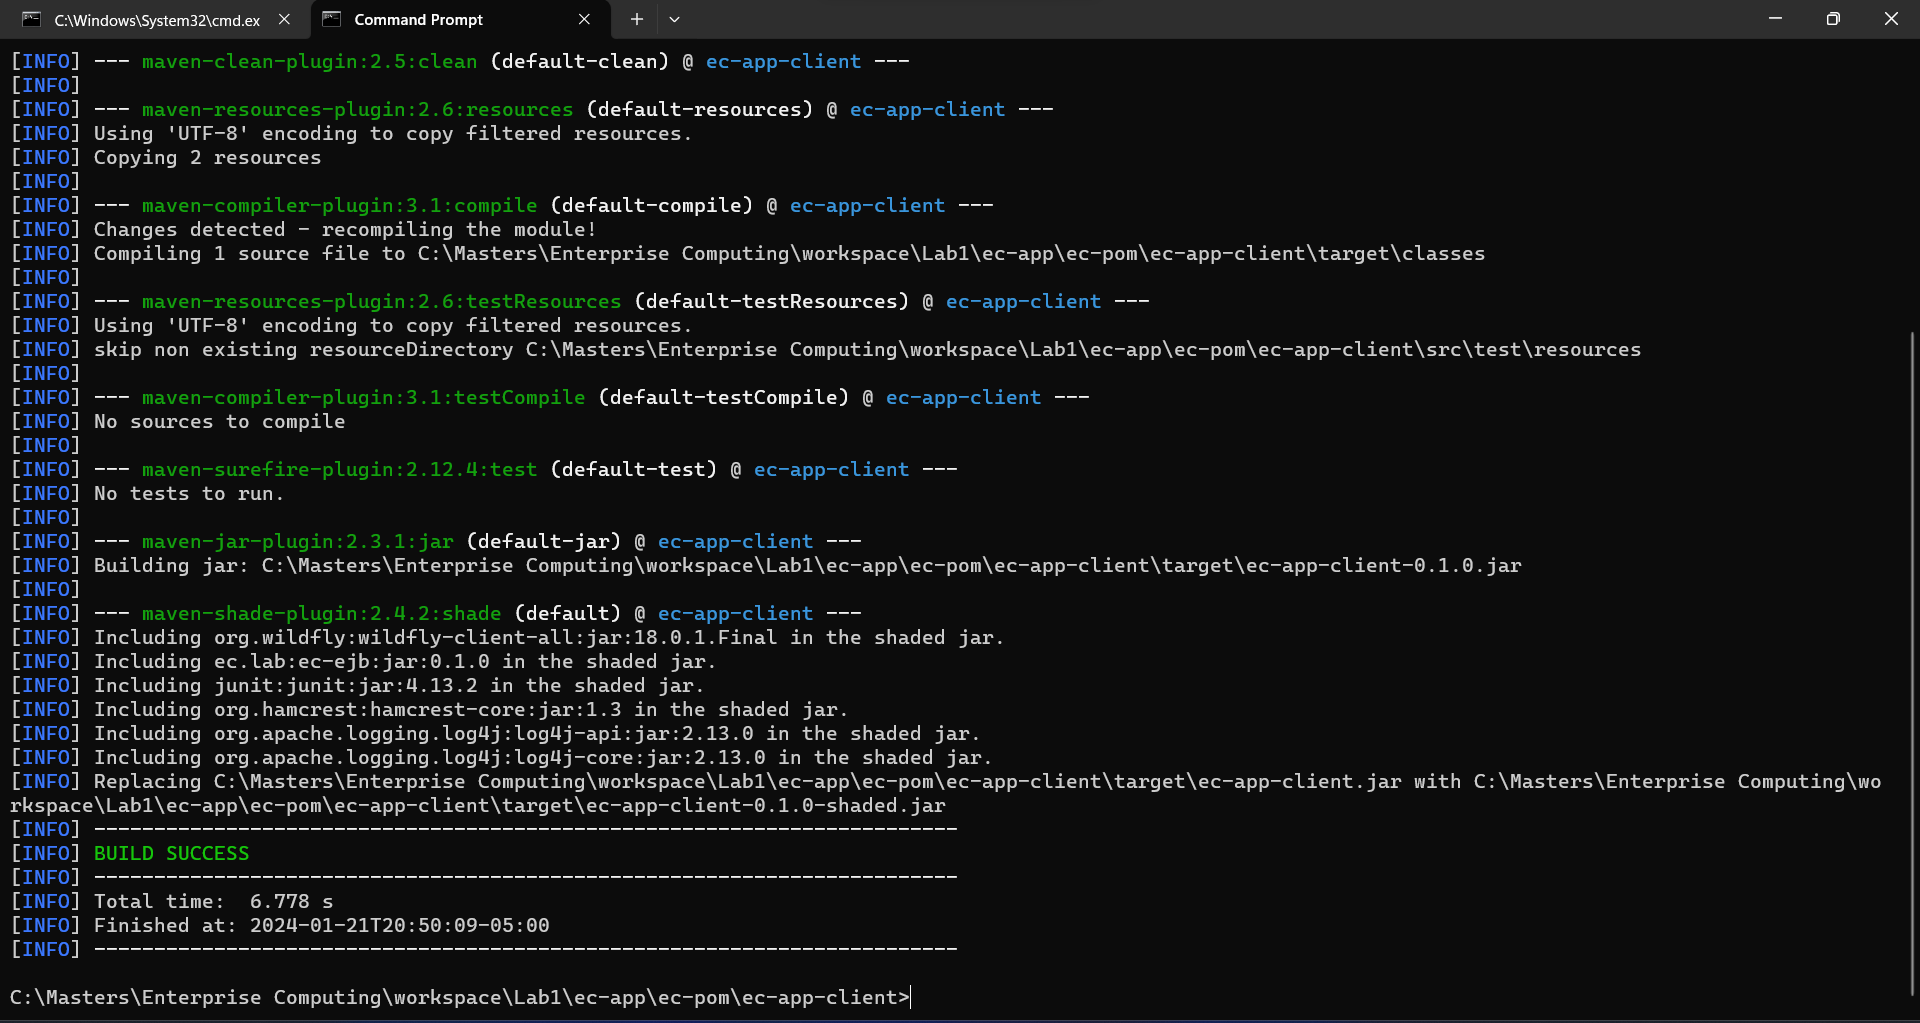 C:\Windows\System32\cmd.ex
Command Prompt
[INFO] --- maven-clean-plugin:2.5:clean (default-clean) @ ec-app-client ---
[INFO]
[INFO] --- maven-resources-plugin:2.6:resources (default-resources) @ ec-app-client ---
[INFO] Using 'UTF-8' encoding to copy filtered resources.
[INFO] Copying 2 resources
[INFO]
[INFO] --- maven-compiler-plugin:3.1:compile (default-compile) @ ec-app-client ---
[INFO] Changes detected - recompiling the module!
[INFO] Compiling 1 source file to C:\Masters\Enterprise Computing\workspace\Lab1\ec-app\ec-pom\ec-app-client\target\classes
[INFO]
[INFO] --- maven-resources-plugin:2.6:testResources (default-testResources) @ ec-app-client ---
[INFO] Using 'UTF-8' encoding to copy filtered resources.
[INFO] skip non existing resourceDirectory C:\Masters\Enterprise Computing\workspace\Lab1\ec-app\ec-pom\ec-app-client\src\test\resources
[INFO]
[INFO] --- maven-compiler-plugin:3.1:testCompile (default-testCompile) @ ec-app-client ---
[INFO] No sources to compile
[INFO]
[INFO] --- maven-surefire-plugin:2.12.4:test (default-test) @ ec-app-client ---
[INFO] No tests to run.
[INFO]
[INFO] --- maven-jar-plugin:2.3.1:jar (default-jar) @ ec-app-client ---
[INFO] Building jar: C:\Masters\Enterprise Computing\workspace\Lab1\ec-app\ec-pom\ec-app-client\target\ec-app-client-0.1.0.jar
[INFO]
[INFO] --- maven-shade-plugin:2.4.2:shade (default) @ ec-app-client ---
[INFO] Including org.wildfly:wildfly-client-all:jar:18.0.1.Final in the shaded jar.
[INFO] Including ec.lab:ec-ejb:jar:0.1.0 in the shaded jar.
[INFO] Including junit:junit:jar:4.13.2 in the shaded jar.
[INFO] Including org.hamcrest:hamcrest-core:jar:1.3 in the shaded jar.
[INFO] Including org.apache.logging.log4j:log4j-api:jar:2.13.0 in the shaded jar.
[INFO] Including org.apache.logging.log4j:log4j-core:jar:2.13.0 in the shaded jar.
[INFO] Replacing C:\Masters\Enterprise Computing\workspace\Lab1\ec-app\ec-pom\ec-app-client\target\ec-app-client.jar with C:\Masters\Enterprise Computing\wo
rkspace\Lab1\ec-app\ec-pom\ec-app-client\target\ec-app-client-0.1.0-shaded.jar
[INFO] ------------------------------------------------------------------------
[INFO] BUILD SUCCESS
[INFO] ------------------------------------------------------------------------
[INFO] Total time:  6.778 s
[INFO] Finished at: 2024-01-21T20:50:09-05:00
[INFO] ------------------------------------------------------------------------
C:\Masters\Enterprise Computing\workspace\Lab1\ec-app\ec-pom\ec-app-client>